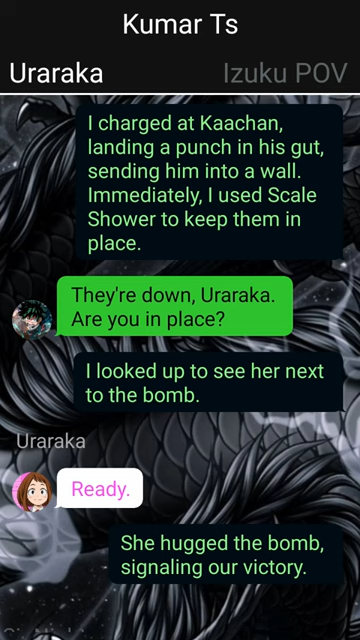 Kumar Ts
Uraraka
Izuku POV
I charged at Kaachan,
landing a punch in his gut,
sending him into a wall.
Immediately, I used Scale
Shower to keep them in
place.
They're down, Uraraka.
Are you in place?
I looked up to see her next
to the bomb.
Uraraka
Ready.
She hugged the bomb,
signaling our victory.